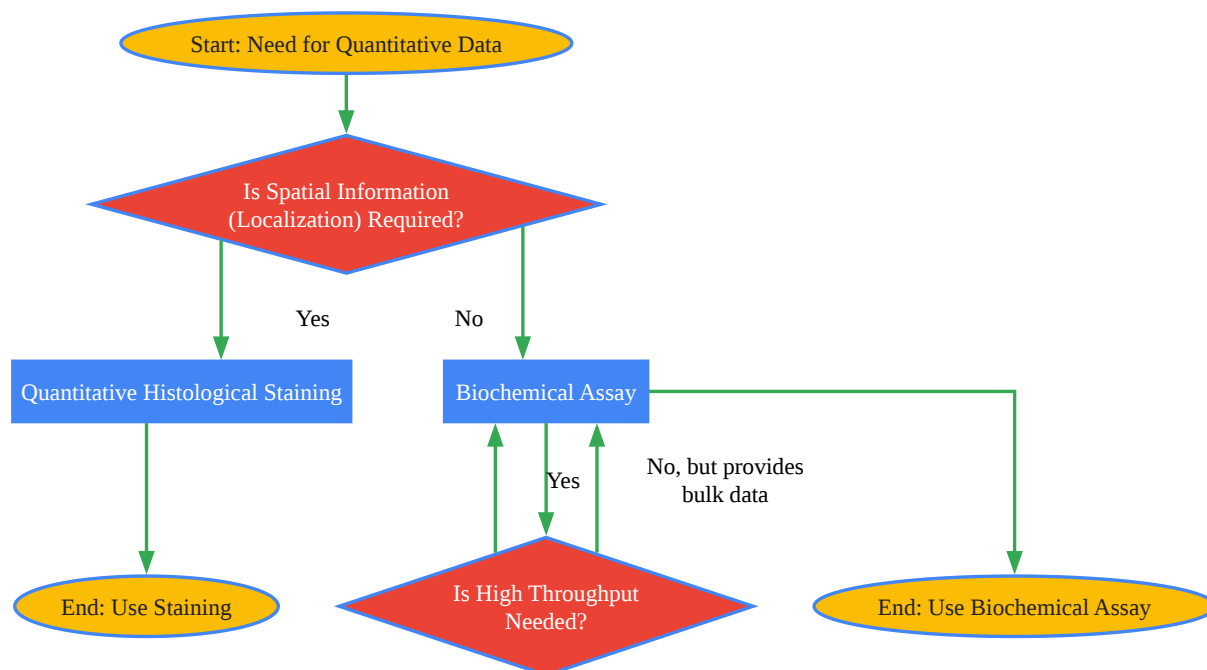 Start: Need for Quantitative Data
Is Spatial Information
(Localization) Required?
Yes
No
Quantitative Histological Staining
Biochemical Assay
Yes
No, but provides
bulk data
End: Use Staining
Is High Throughput
Needed?
End: Use Biochemical Assay